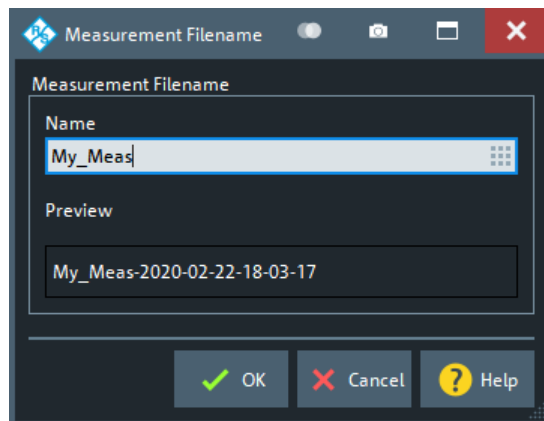 R&S Measurement Filename
Measurement Filename
Name
My_Meas
Preview
My_Meas-2020-02-22-18-03-17
OK Cancel ? Help